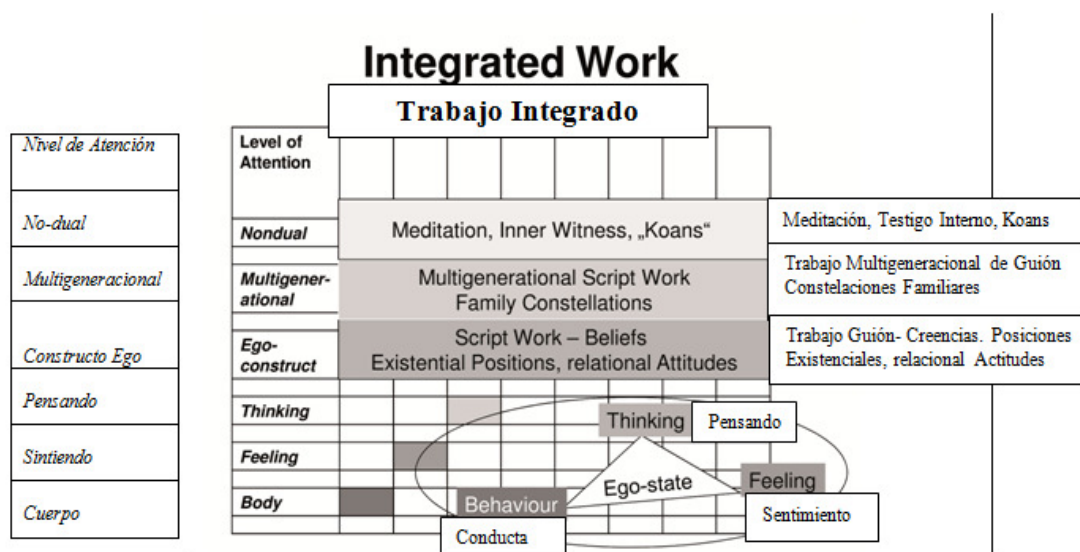 Integrated Work
Trabajo Integrado
Nivel de Atención
No-dual
Multigeneracional
Constructo Ego
Pensando
Sintiendo
Cuerpo
Level of
Attention
Nondual
Meditation, Inner Witness, „Koans“
Meditación, Testigo Interno, Koans
Multigener-
ational
Multigenerational Script Work
Family Constellations
Trabajo Multigeneracional de Guión
Constelaciones Familiares
Ego-
construct
Script Work – Beliefs
Existential Positions, relational Attitudes
Trabajo Guión- Creencias. Posiciones
Existenciales, relacional Actitudes
Thinking
Thinking
Pensando
Feeling
Ego-state
Feeling
Sentimiento
Body
Behaviour
Conducta